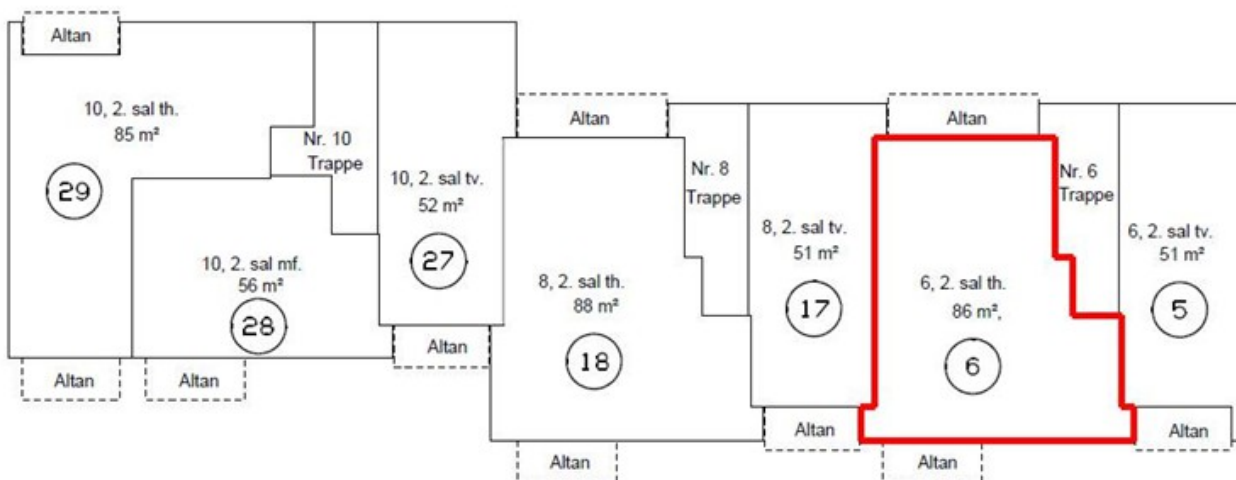 Altan
10, 2. sal th.
85 m²
29
Nr. 10
Trappe
10, 2. sal mf.
56 m²
28
Altan
Altan
10, 2. sal tv.
52 m²
27
Altan
Altan
8, 2. sal th.
88 m²
18
Altan
Nr. 8
Trappe
8, 2. sal tv.
51 m²
17
Altan
Altan
6, 2. sal th.
86 m²,
6
Altan
Nr. 6
Trappe
6, 2. sal tv.
51 m²
5
Altan